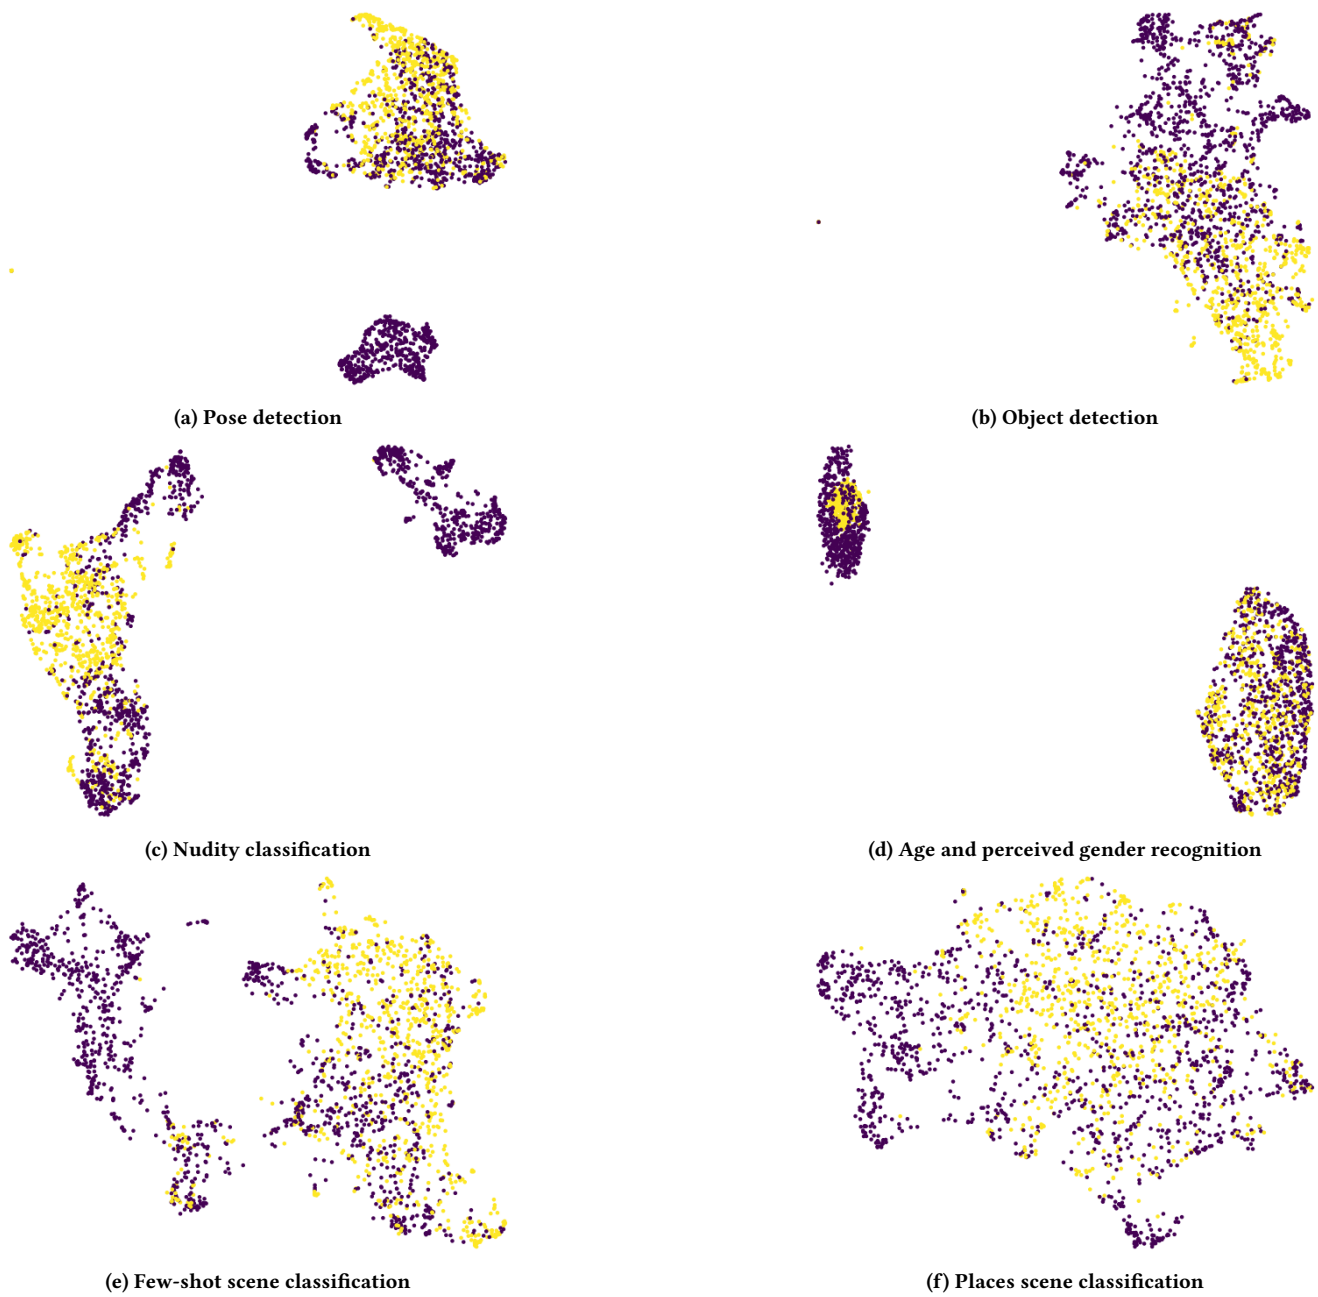 (a) Pose detection
(b) Object detection
(c) Nudity classification
(d) Age and perceived gender recognition
(e) Few-shot scene classification
(f) Places scene classification